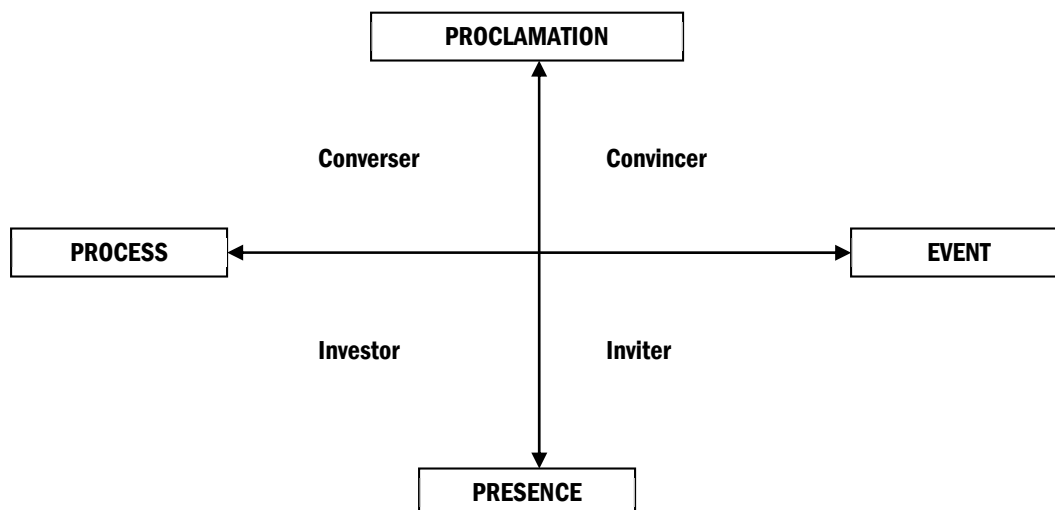 PROCLAMATION
Converser Convincer
PROCESS EVENT
Investor Inviter
PRESENCE